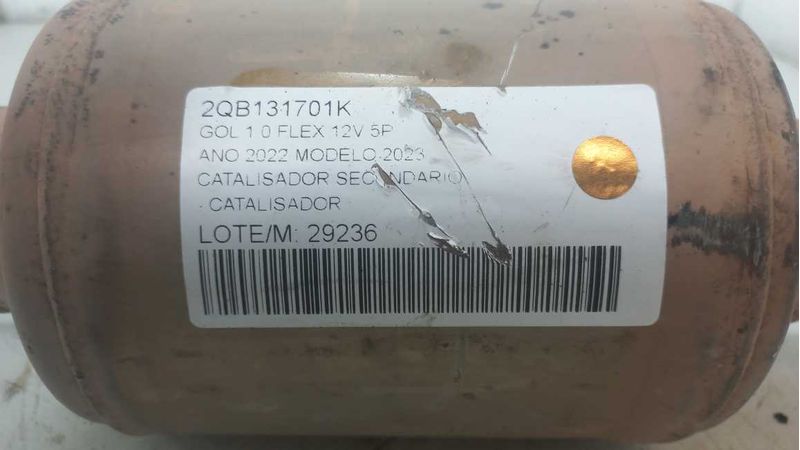 2QB131701K
GOL 1.0 FLEX 12V 5P
ANO 2022 MODELO 2023
CATALISADOR SECUNDARIO
- CATALISADOR
LOTE/M: 29236